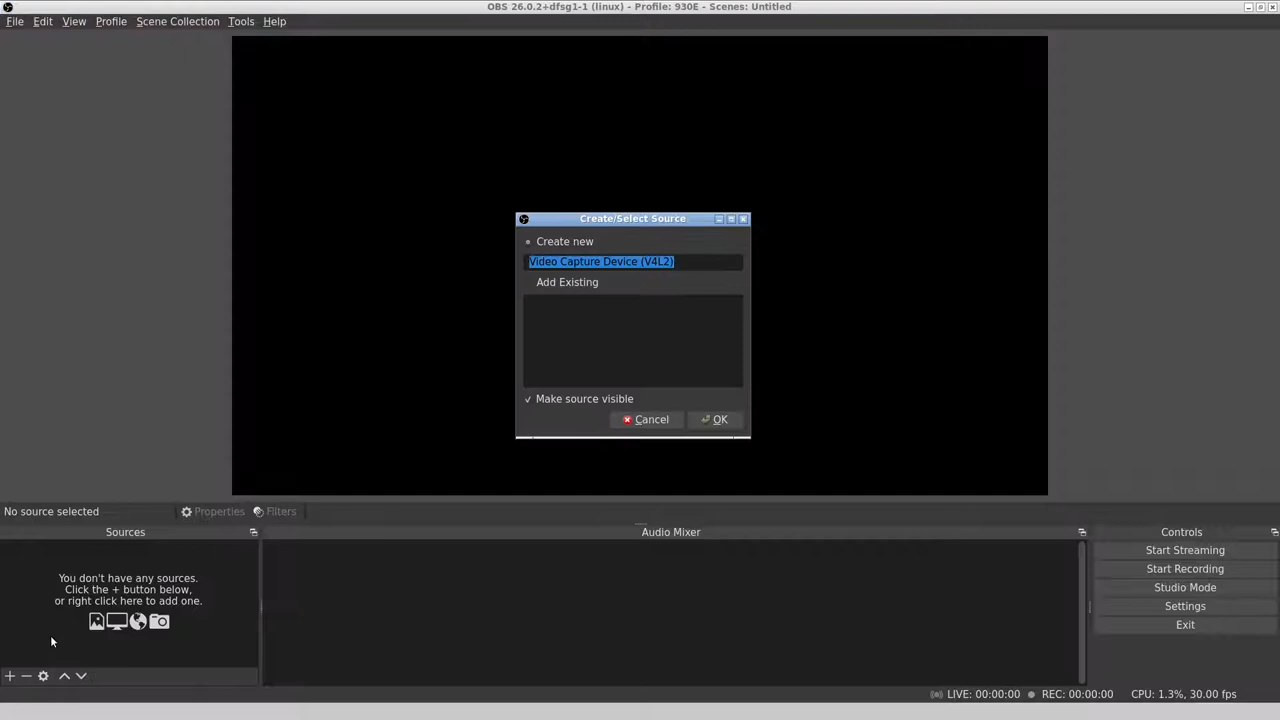 OBS 26.0.2+dfsg1-1 (linux) - Profile: 930E - Scenes: Untitled
File Edit View Profile Scene Collection Tools Help
Create/Select Source
Create new
Video Capture Device (V4L2)
Add Existing
Make source visible
Cancel OK
No source selected Properties Filters
Sources
You don't have any sources.
Click the + button below,
or right click here to add one.
Audio Mixer
Controls
Start Streaming
Start Recording
Studio Mode
Settings
Exit
LIVE: 00:00:00 REC: 00:00:00 CPU: 1.3%, 30.00 fps